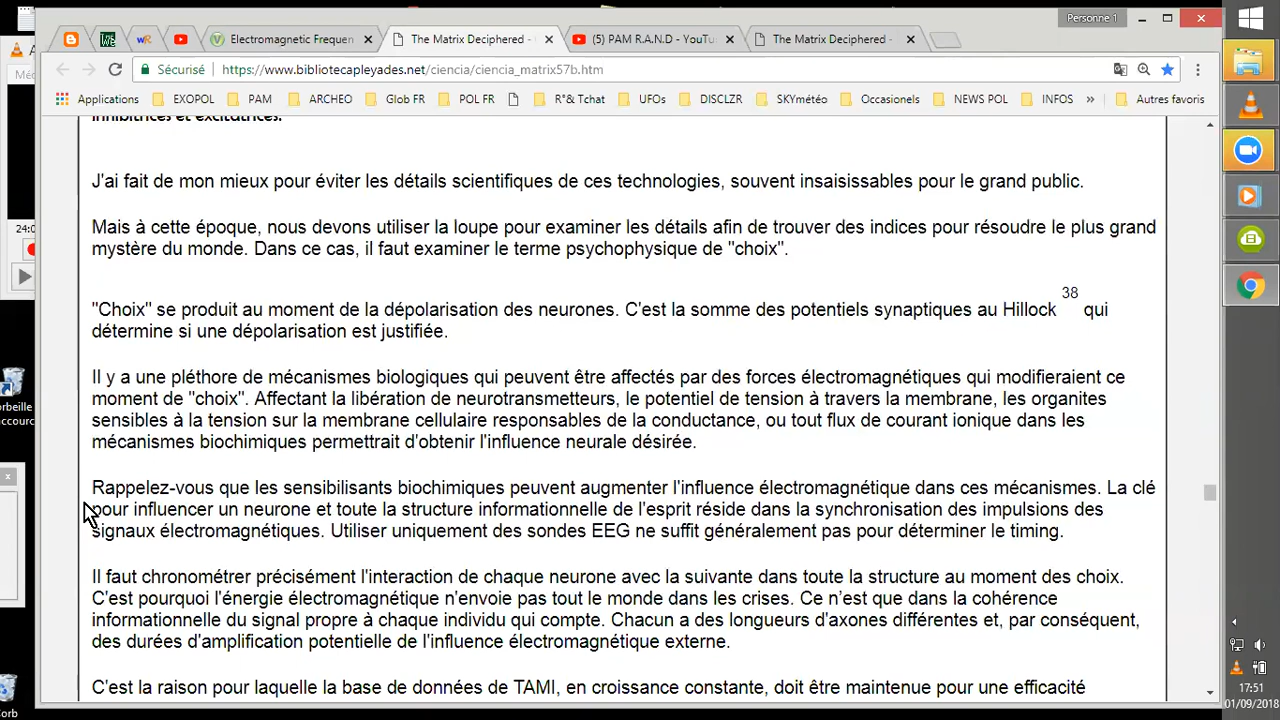 Personne 1
Electromagnetic Frequen
The Matrix Deciphered -
(5) PAM R.A.N.D - YouTu
The Matrix Deciphered -
Sécurisé
https://www.bibliotecapleyades.net/ciencia/ciencia_matrix57b.htm
Applications
EXOPOL
PAM
ARCHEO
Glob FR
POL FR
R°& Tchat
UFOs
DISCLZR
SKYmétéo
Occasionels
NEWS POL
INFOS
»
Autres favoris
inhibitrices et excitatrices.
J'ai fait de mon mieux pour éviter les détails scientifiques de ces technologies, souvent insaisissables pour le grand public.
Mais à cette époque, nous devons utiliser la loupe pour examiner les détails afin de trouver des indices pour résoudre le plus grand
mystère du monde. Dans ce cas, il faut examiner le terme psychophysique de "choix".
"Choix" se produit au moment de la dépolarisation des neurones. C'est la somme des potentiels synaptiques au Hillock 38 qui
détermine si une dépolarisation est justifiée.
Il y a une pléthore de mécanismes biologiques qui peuvent être affectés par des forces électromagnétiques qui modifieraient ce
moment de "choix". Affectant la libération de neurotransmetteurs, le potentiel de tension à travers la membrane, les organites
sensibles à la tension sur la membrane cellulaire responsables de la conductance, ou tout flux de courant ionique dans les
mécanismes biochimiques permettrait d'obtenir l'influence neurale désirée.
Rappelez-vous que les sensibilisants biochimiques peuvent augmenter l'influence électromagnétique dans ces mécanismes. La clé
pour influencer un neurone et toute la structure informationnelle de l'esprit réside dans la synchronisation des impulsions des
signaux électromagnétiques. Utiliser uniquement des sondes EEG ne suffit généralement pas pour déterminer le timing.
Il faut chronométrer précisément l'interaction de chaque neurone avec la suivante dans toute la structure au moment des choix.
C'est pourquoi l'énergie électromagnétique n'envoie pas tout le monde dans les crises. Ce n'est que dans la cohérence
informationnelle du signal propre à chaque individu qui compte. Chacun a des longueurs d'axones différentes et, par conséquent,
des durées d'amplification potentielle de l'influence électromagnétique externe.
C'est la raison pour laquelle la base de données de TAMI, en croissance constante, doit être maintenue pour une efficacité
24:0
orbeille
accourc
Corb
17:51
01/09/2018